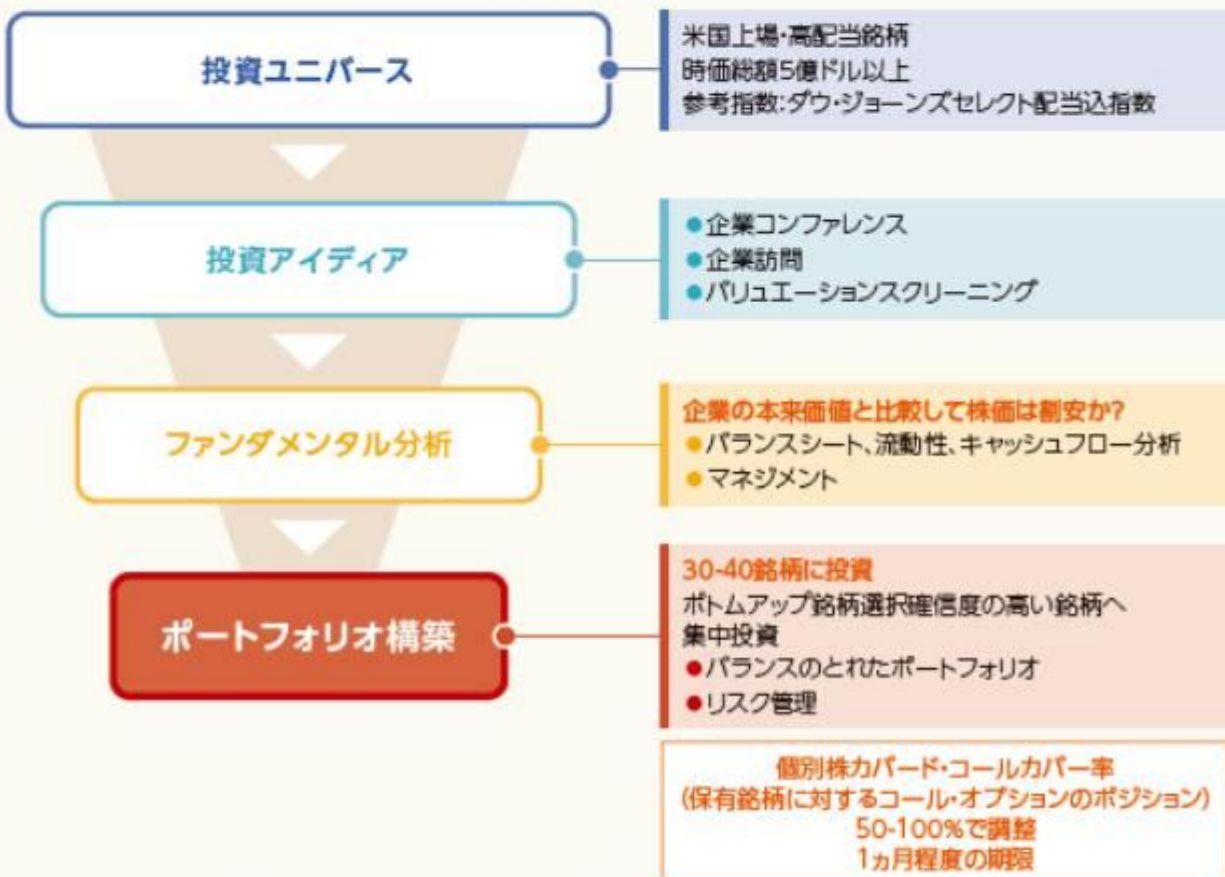 投資ユニバース
米国上場・高配当銘柄
時価総額5億ドル以上
参考指数:ダウ・ジョーンズセレクト配当込指数
投資アイディア
●企業コンファレンス
●企業訪問
●バリュエーションスクリーニング
ファンダメンタル分析
企業の本来価値と比較して株価は割安か?
●バランスシート、流動性、キャッシュフロー分析
●マネジメント
ポートフォリオ構築
30-40銘柄に投資
ボトムアップ銘柄選択確信度の高い銘柄へ
集中投資
●バランスのとれたポートフォリオ
●リスク管理
個別株カバード・コールカバー率
(保有銘柄に対するコール・オプションのポジション)
50-100%で調整
1ヵ月程度の期限